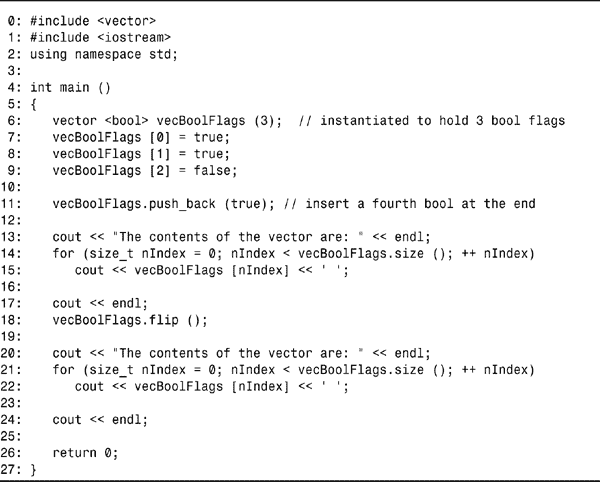 0: #include <vector>
1: #include <iostream>
2: using namespace std;
3:
4: int main ()
5: {
6:    vector <bool> vecBoolFlags (3);  // instantiated to hold 3 bool flags
7:    vecBoolFlags [0] = true;
8:    vecBoolFlags [1] = true;
9:    vecBoolFlags [2] = false;
10:
11:    vecBoolFlags.push_back (true); // insert a fourth bool at the end
12:
13:    cout << "The contents of the vector are: " << endl;
14:    for (size_t nIndex = 0; nIndex < vecBoolFlags.size (); ++ nIndex)
15:       cout << vecBoolFlags [nIndex] << ' ';
16:
17:    cout << endl;
18:    vecBoolFlags.flip ();
19:
20:    cout << "The contents of the vector are: " << endl;
21:    for (size_t nIndex = 0; nIndex < vecBoolFlags.size (); ++ nIndex)
22:       cout << vecBoolFlags [nIndex] << ' ';
23:
24:    cout << endl;
25:
26:    return 0;
27: }